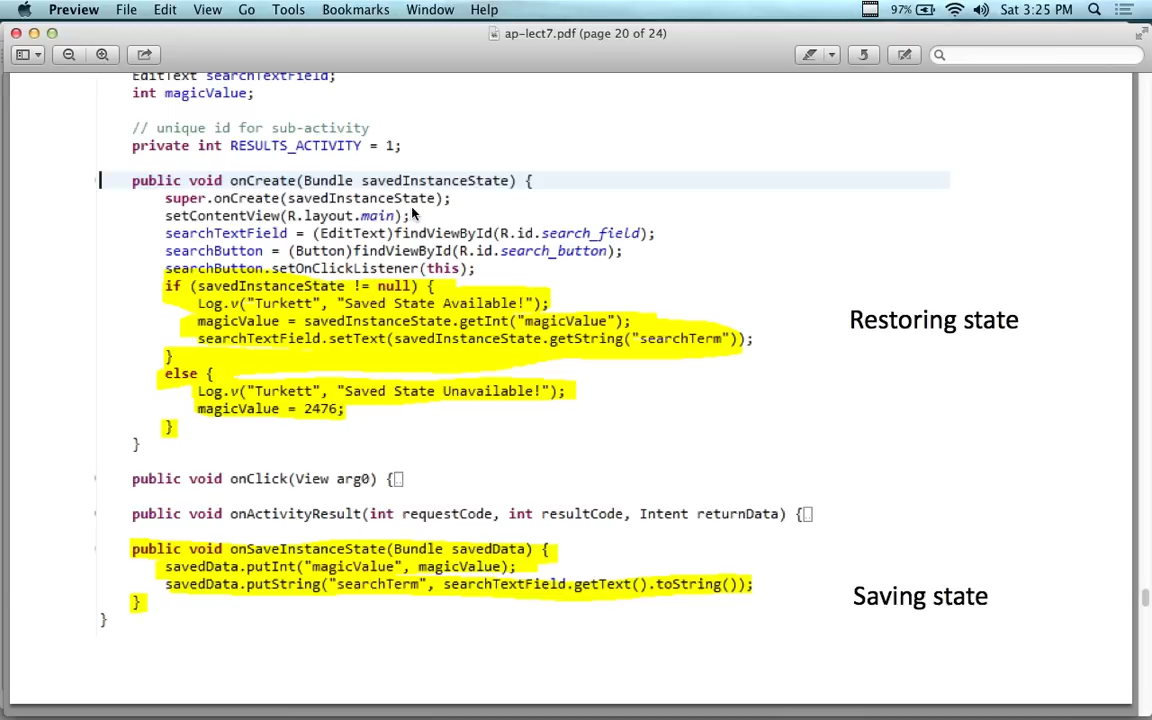 Preview File Edit View Go Tools Bookmarks Window Help 97% Sat 3:25 PM
ap-lect7.pdf (page 20 of 24)
EditText searchTextField;
int magicValue;
// unique id for sub-activity
private int RESULTS_ACTIVITY = 1;
public void onCreate(Bundle savedInstanceState) {
super.onCreate(savedInstanceState);
setContentView(R.layout.main);
searchTextField = (EditText)findViewById(R.id.search_field);
searchButton = (Button)findViewById(R.id.search_button);
searchButton.setOnClickListener(this);
if (savedInstanceState != null) {
Log.v("Turkett", "Saved State Available!");
magicValue = savedInstanceState.getInt("magicValue");
searchTextField.setText(savedInstanceState.getString("searchTerm"));
}
else {
Log.v("Turkett", "Saved State Unavailable!");
magicValue = 2476;
}
}
Restoring state
public void onClick(View arg0) {
public void onActivityResult(int requestCode, int resultCode, Intent returnData) {
public void onSaveInstanceState(Bundle savedData) {
savedData.putInt("magicValue", magicValue);
savedData.putString("searchTerm", searchTextField.getText().toString());
}
}
Saving state